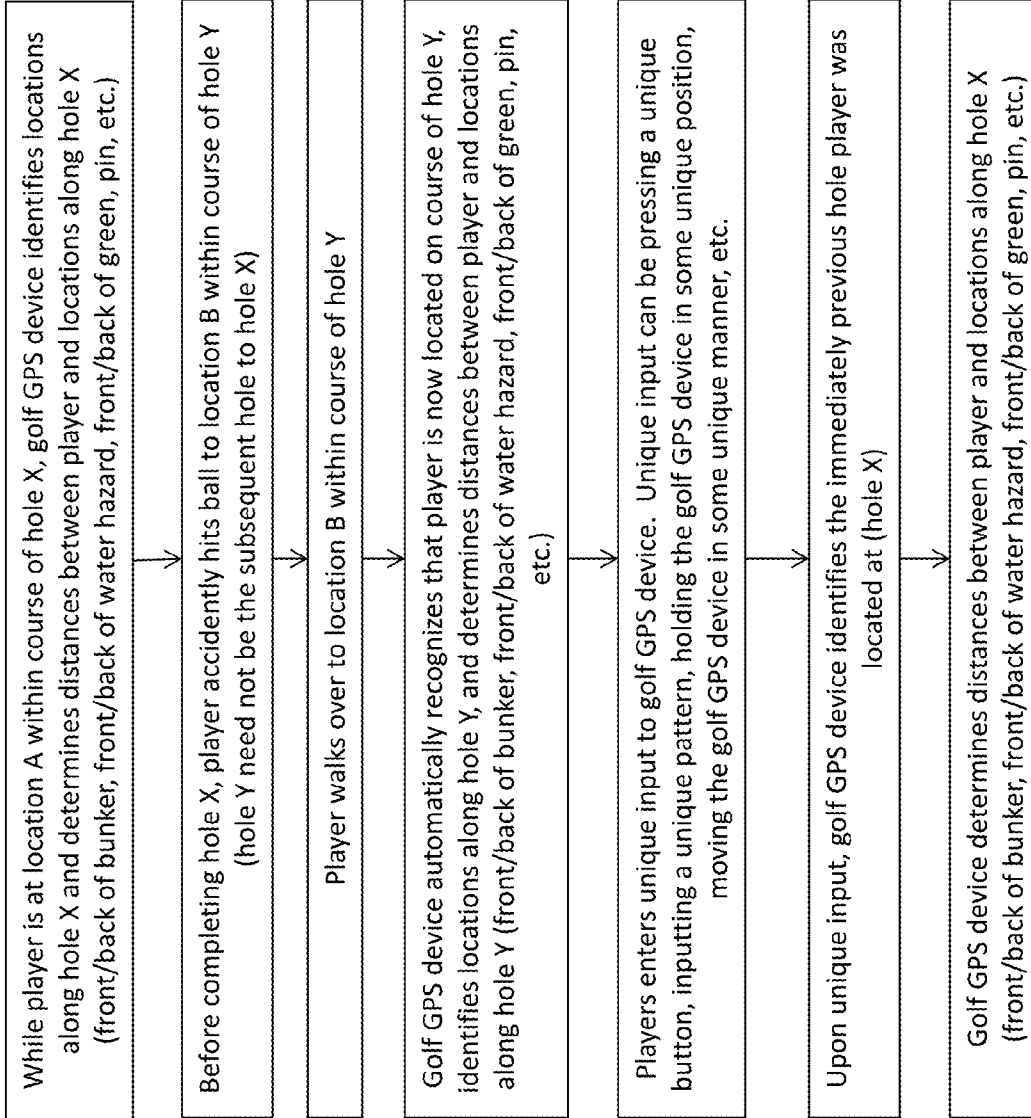 While player is at location A within course of hole X, golf GPS device identifies locations
along hole X and determines distances between player and locations along hole X
(front/back of bunker, front/back of water hazard, front/back of green, pin, etc.)
Before completing hole X, player accidently hits ball to location B within course of hole Y
(hole Y need not be the subsequent hole to hole X)
Player walks over to location B within course of hole Y
Golf GPS device automatically recognizes that player is now located on course of hole Y,
identifies locations along hole Y, and determines distances between player and locations
along hole Y (front/back of bunker, front/back of water hazard, front/back of green, pin,
etc.)
Players enters unique input to golf GPS device. Unique input can be pressing a unique
button, inputting a unique pattern, holding the golf GPS device in some unique position,
moving the golf GPS device in some unique manner, etc.
Upon unique input, golf GPS device identifies the immediately previous hole player was
located at (hole X)
Golf GPS device determines distances between player and locations along hole X
(front/back of bunker, front/back of water hazard, front/back of green, pin, etc.)